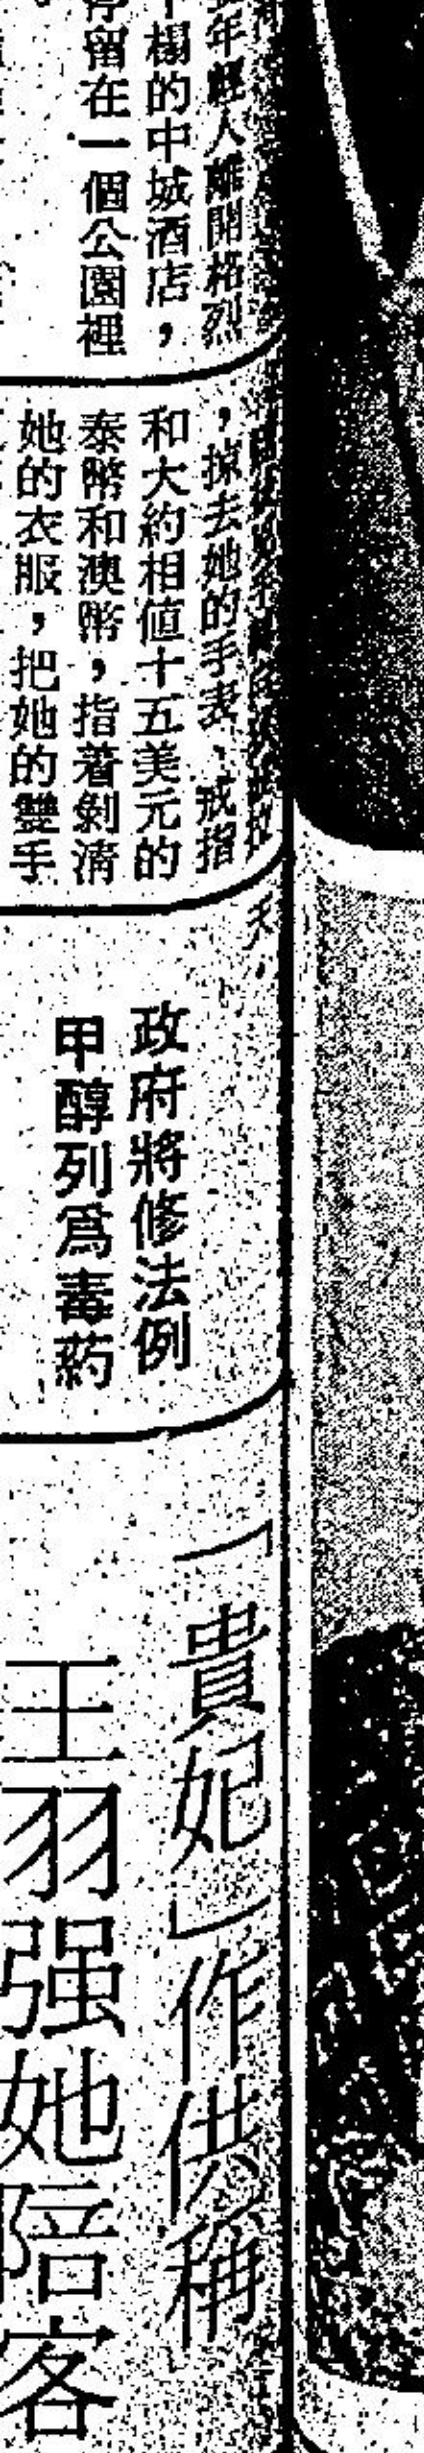 年輕人離開格烈
下榻的中城酒店，
停留在一個公園裡
，掠去她的手表、戒指
和大約相值十五美元的
泰幣和澳幣，指着剝清
她的衣服，把她的雙手
天，
政府將修法例
甲醇列爲毒葯
「貴妃」作供稱
王羽强她陪客